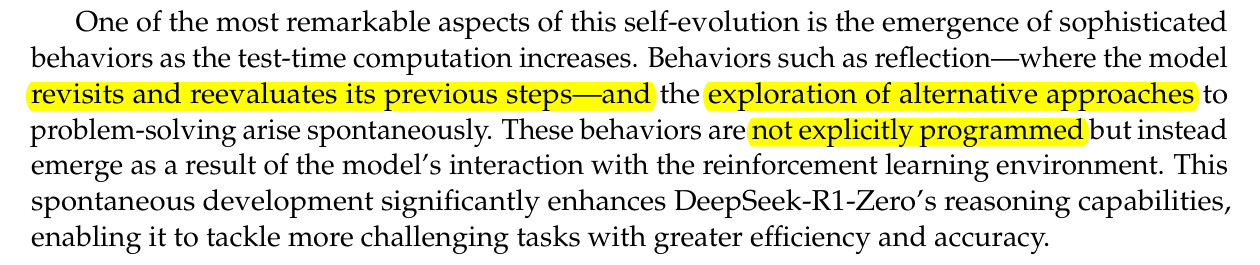 One of the most remarkable aspects of this self-evolution is the emergence of sophisticated
behaviors as the test-time computation increases. Behaviors such as reflection—where the model
revisits and reevaluates its previous steps—and the exploration of alternative approaches to
problem-solving arise spontaneously. These behaviors are not explicitly programmed but instead
emerge as a result of the model’s interaction with the reinforcement learning environment. This
spontaneous development significantly enhances DeepSeek-R1-Zero’s reasoning capabilities,
enabling it to tackle more challenging tasks with greater efficiency and accuracy.